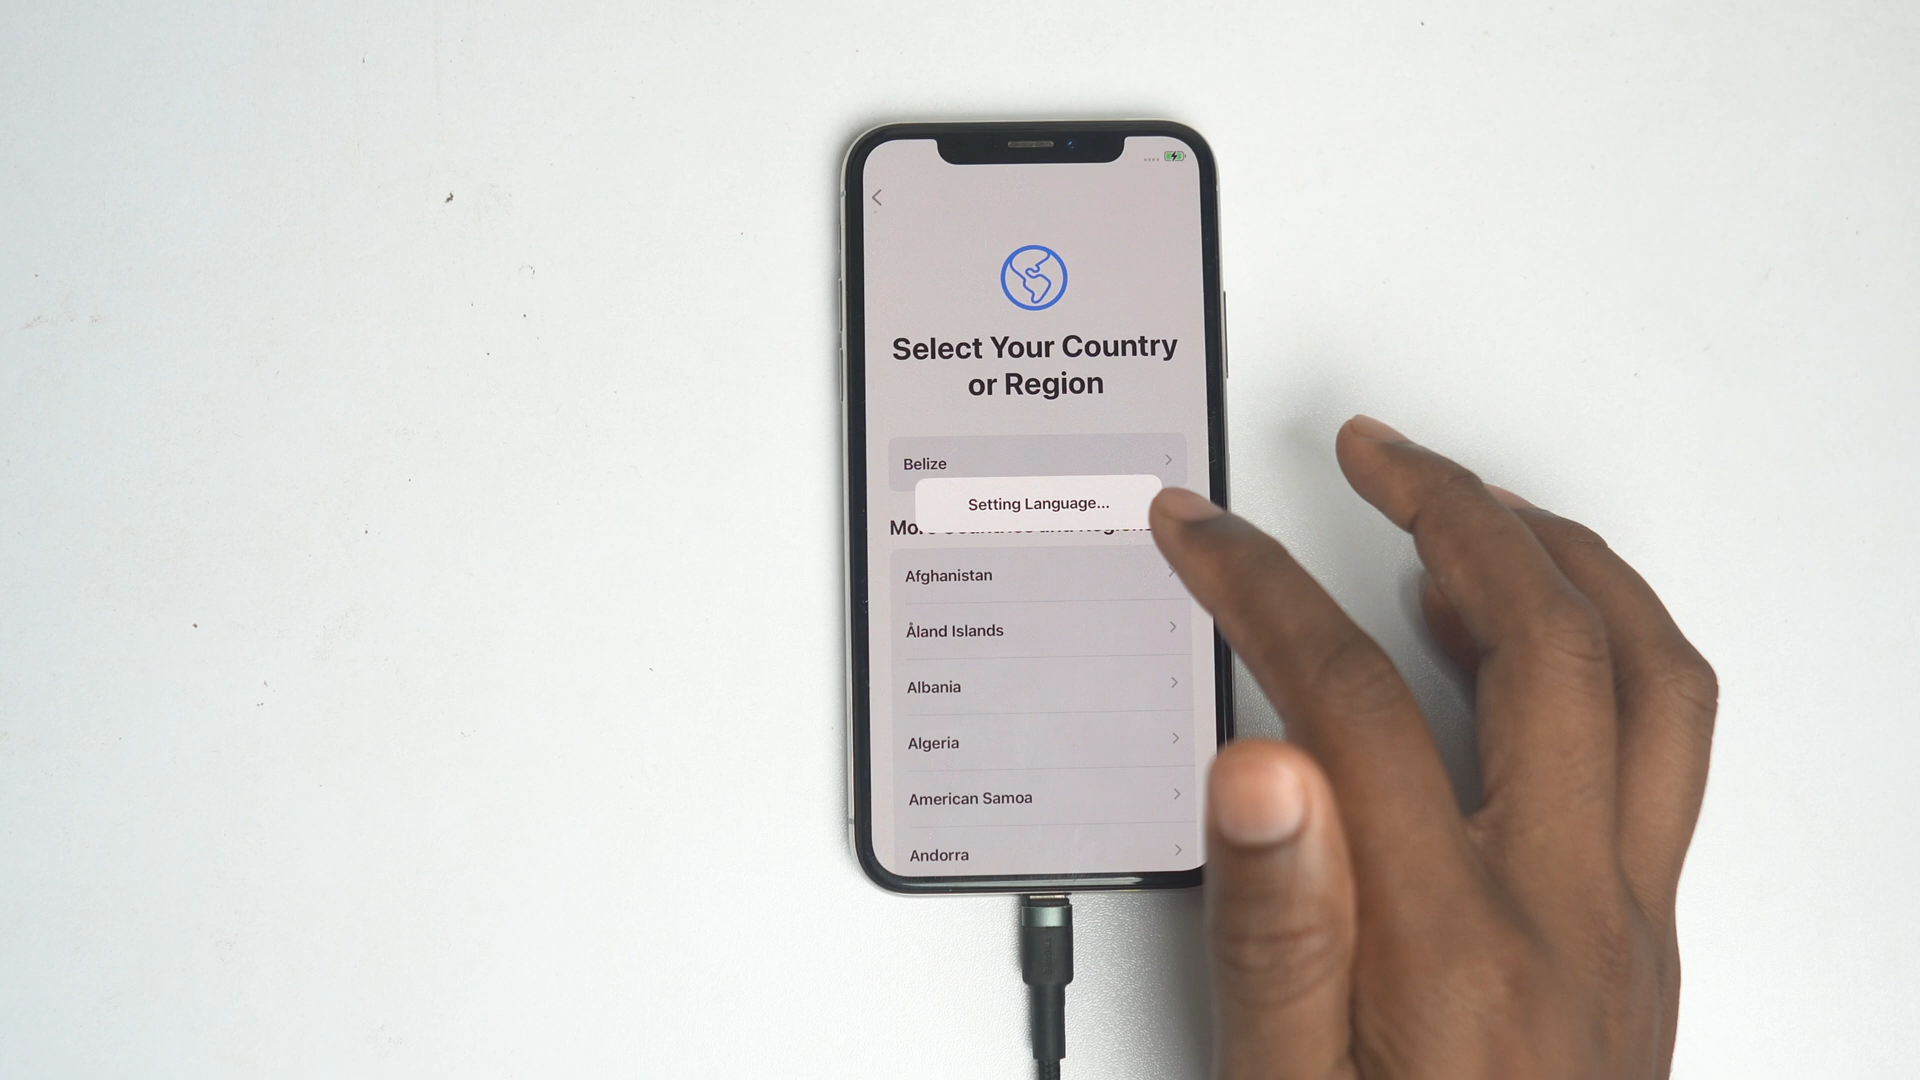 Select Your Country
or Region
Belize
Setting Language...
Afghanistan
Åland Islands
Albania
Algeria
American Samoa
Andorra